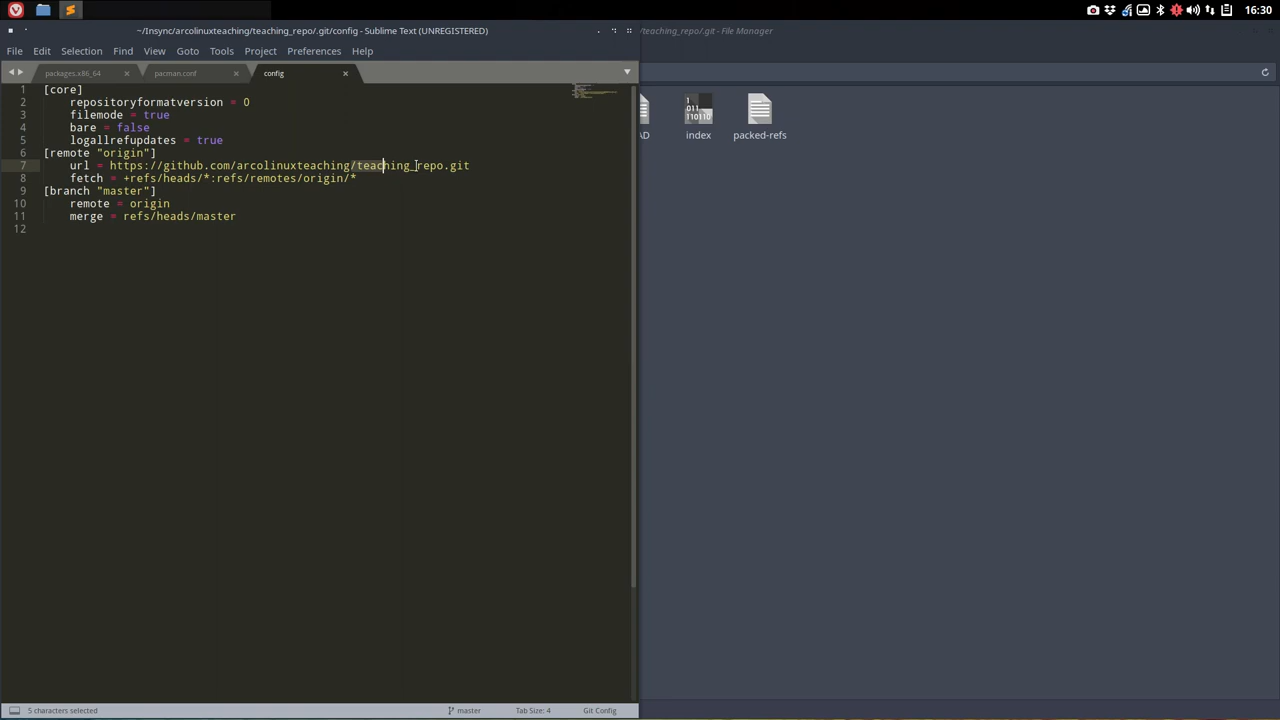 16:30
~/Insync/arcolinuxteaching/teaching_repo/.git/config - Sublime Text (UNREGISTERED)
/teaching_repo/.git - File Manager
File Edit Selection Find View Goto Tools Project Preferences Help
packages.x86_64 pacman.conf config
1 [core]
2 repositoryformatversion = 0
3 filemode = true
4 bare = false
5 logallrefupdates = true
6 [remote "origin"]
7 url = https://github.com/arcolinuxteaching/teaching_repo.git
8 fetch = +refs/heads/*:refs/remotes/origin/*
9 [branch "master"]
10 remote = origin
11 merge = refs/heads/master
12
AD index packed-refs
5 characters selected master Tab Size: 4 Git Config